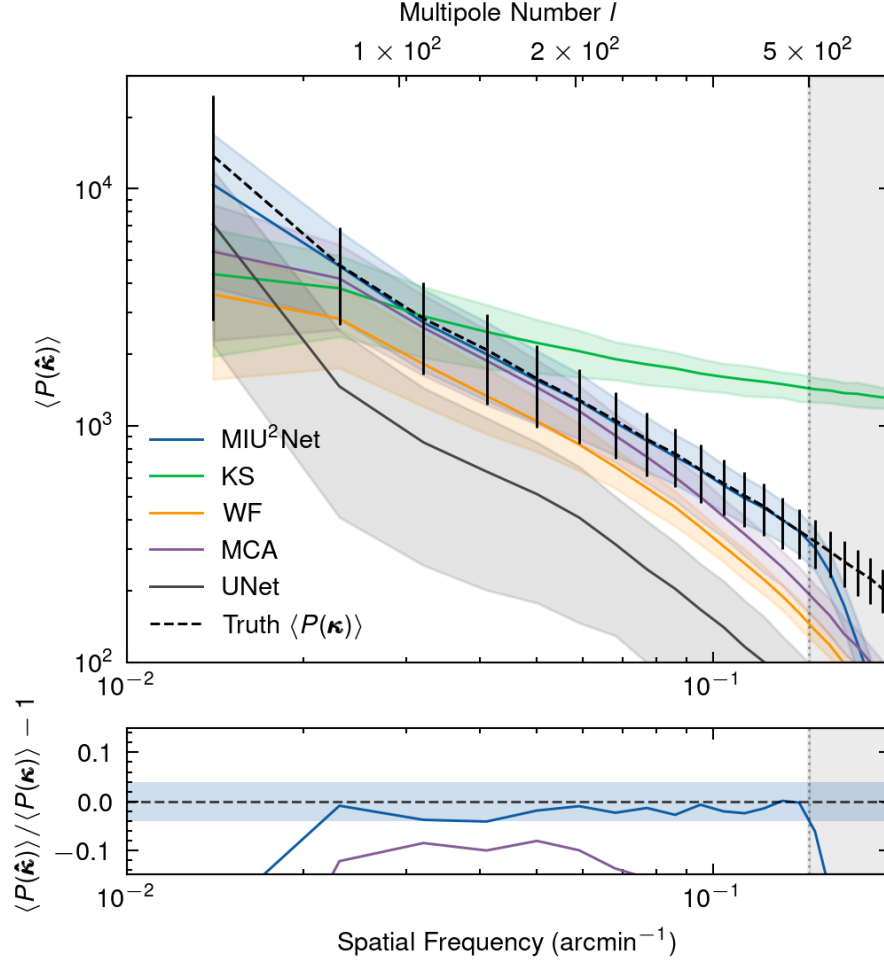 Multipole Number l
1 × 10² 2 × 10² 5 × 10²
10⁴
10³
10²
⟨P(κ̂)⟩
MIU²Net
KS
WF
MCA
UNet
Truth ⟨P(κ)⟩
10⁻² 10⁻¹
⟨P(κ̂)⟩/⟨P(κ)⟩ − 1
0.1
0.0
−0.1
10⁻² 10⁻¹
Spatial Frequency (arcmin⁻¹)